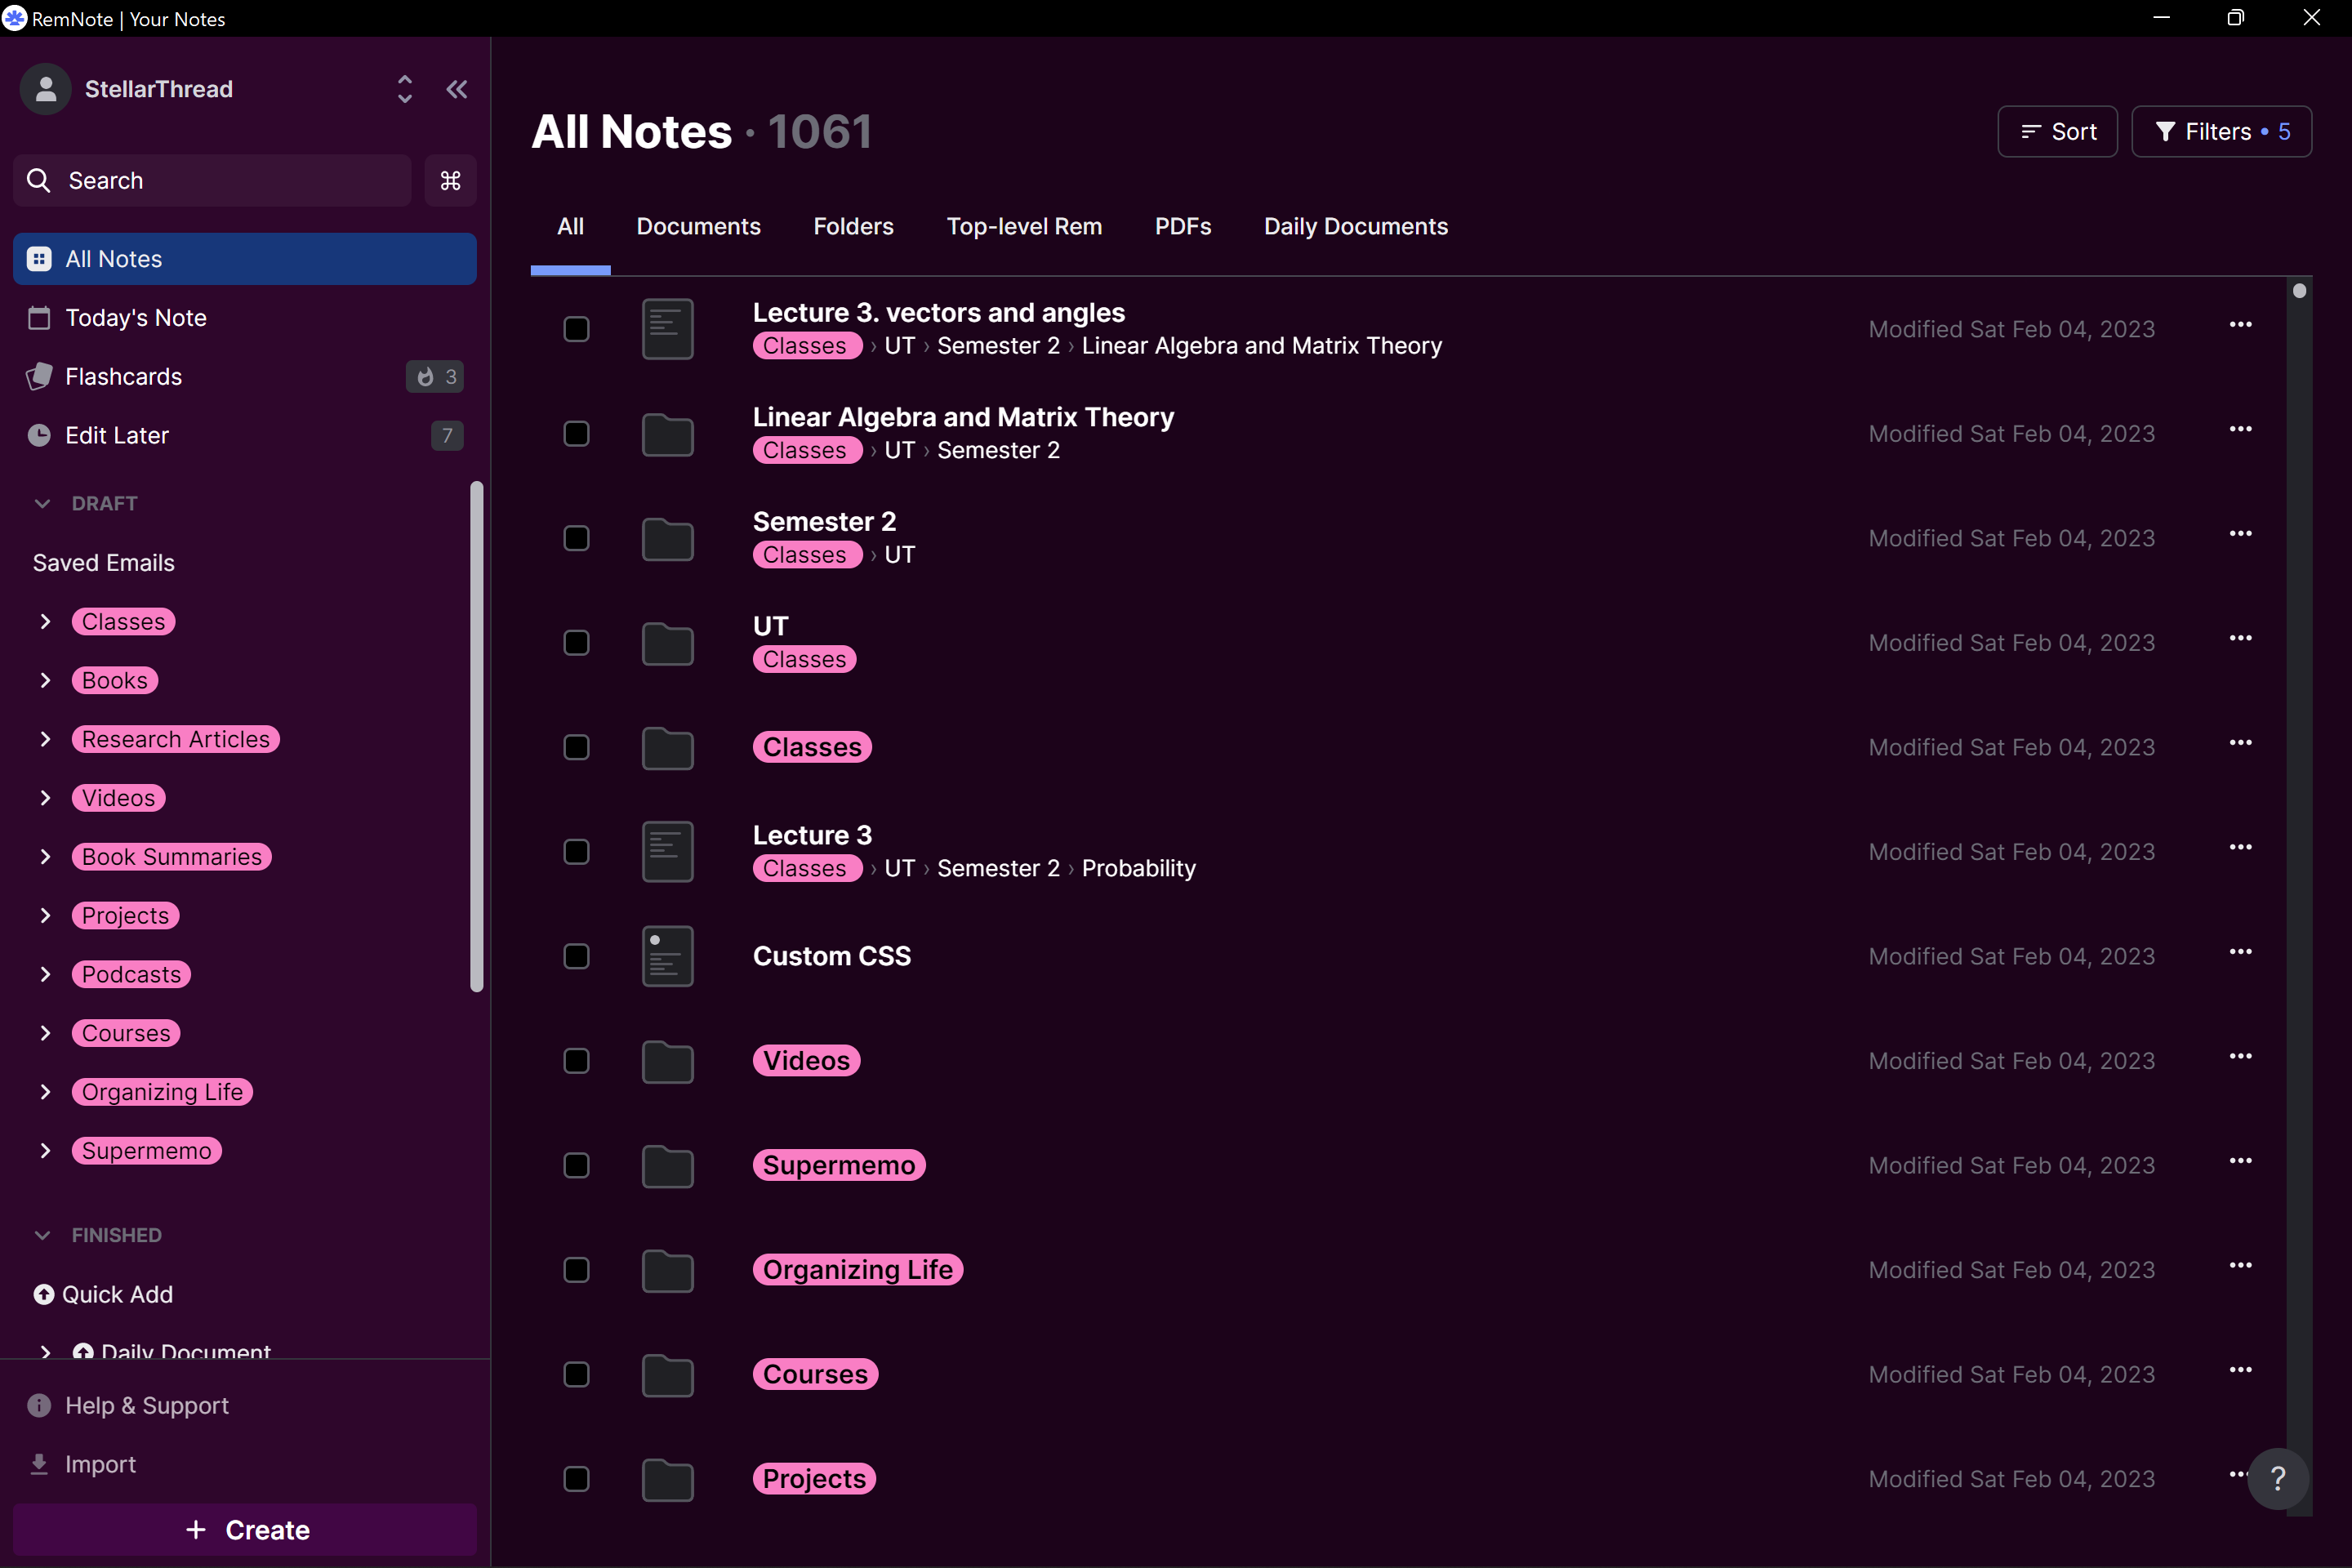 RemNote | Your Notes
StellarThread
Search
All Notes
Today's Note
Flashcards 3
Edit Later 7
DRAFT
Saved Emails
Classes
Books
Research Articles
Videos
Book Summaries
Projects
Podcasts
Courses
Organizing Life
Supermemo
FINISHED
Quick Add
Daily Document
Help & Support
Import
+ Create
All Notes · 1061
Sort
Filters • 5
All Documents Folders Top-level Rem PDFs Daily Documents
Lecture 3. vectors and angles
Classes › UT › Semester 2 › Linear Algebra and Matrix Theory
Modified Sat Feb 04, 2023
Linear Algebra and Matrix Theory
Classes › UT › Semester 2
Modified Sat Feb 04, 2023
Semester 2
Classes › UT
Modified Sat Feb 04, 2023
UT
Classes
Modified Sat Feb 04, 2023
Classes
Modified Sat Feb 04, 2023
Lecture 3
Classes › UT › Semester 2 › Probability
Modified Sat Feb 04, 2023
Custom CSS
Modified Sat Feb 04, 2023
Videos
Modified Sat Feb 04, 2023
Supermemo
Modified Sat Feb 04, 2023
Organizing Life
Modified Sat Feb 04, 2023
Courses
Modified Sat Feb 04, 2023
Projects
Modified Sat Feb 04, 2023
?